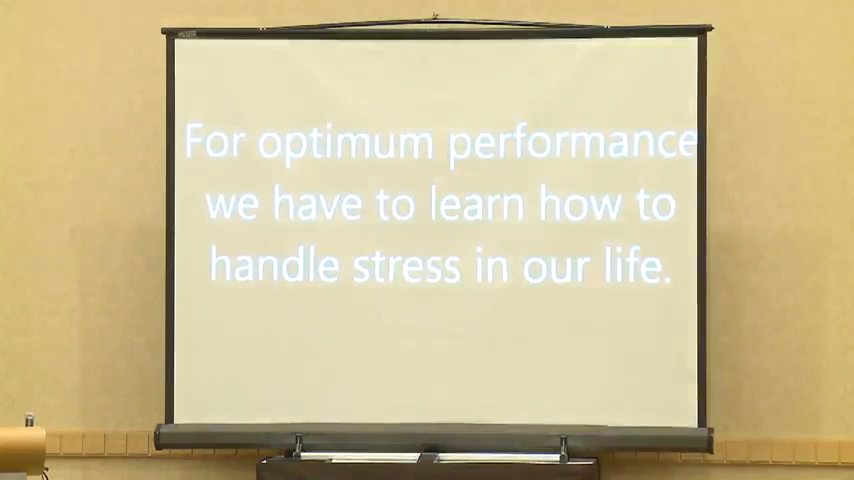 For optimum performance
we have to learn how to
handle stress in our life.